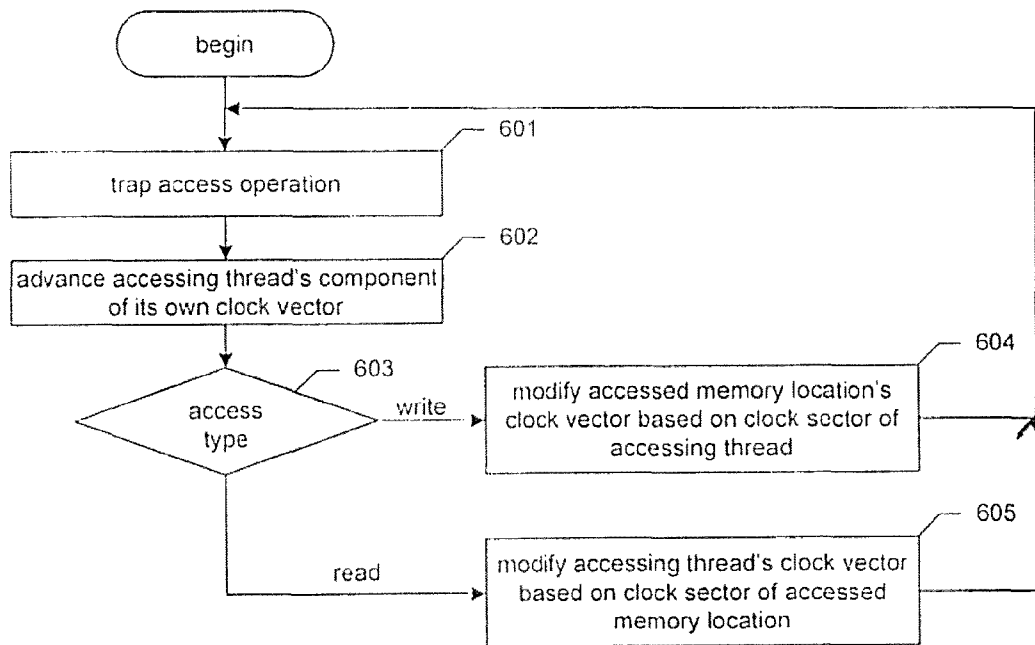 begin
601
trap access operation
602
advance accessing thread's component
of its own clock vector
603
access
type
write
604
modify accessed memory location's
clock vector based on clock sector of
accessing thread
read
605
modify accessing thread's clock vector
based on clock sector of accessed
memory location